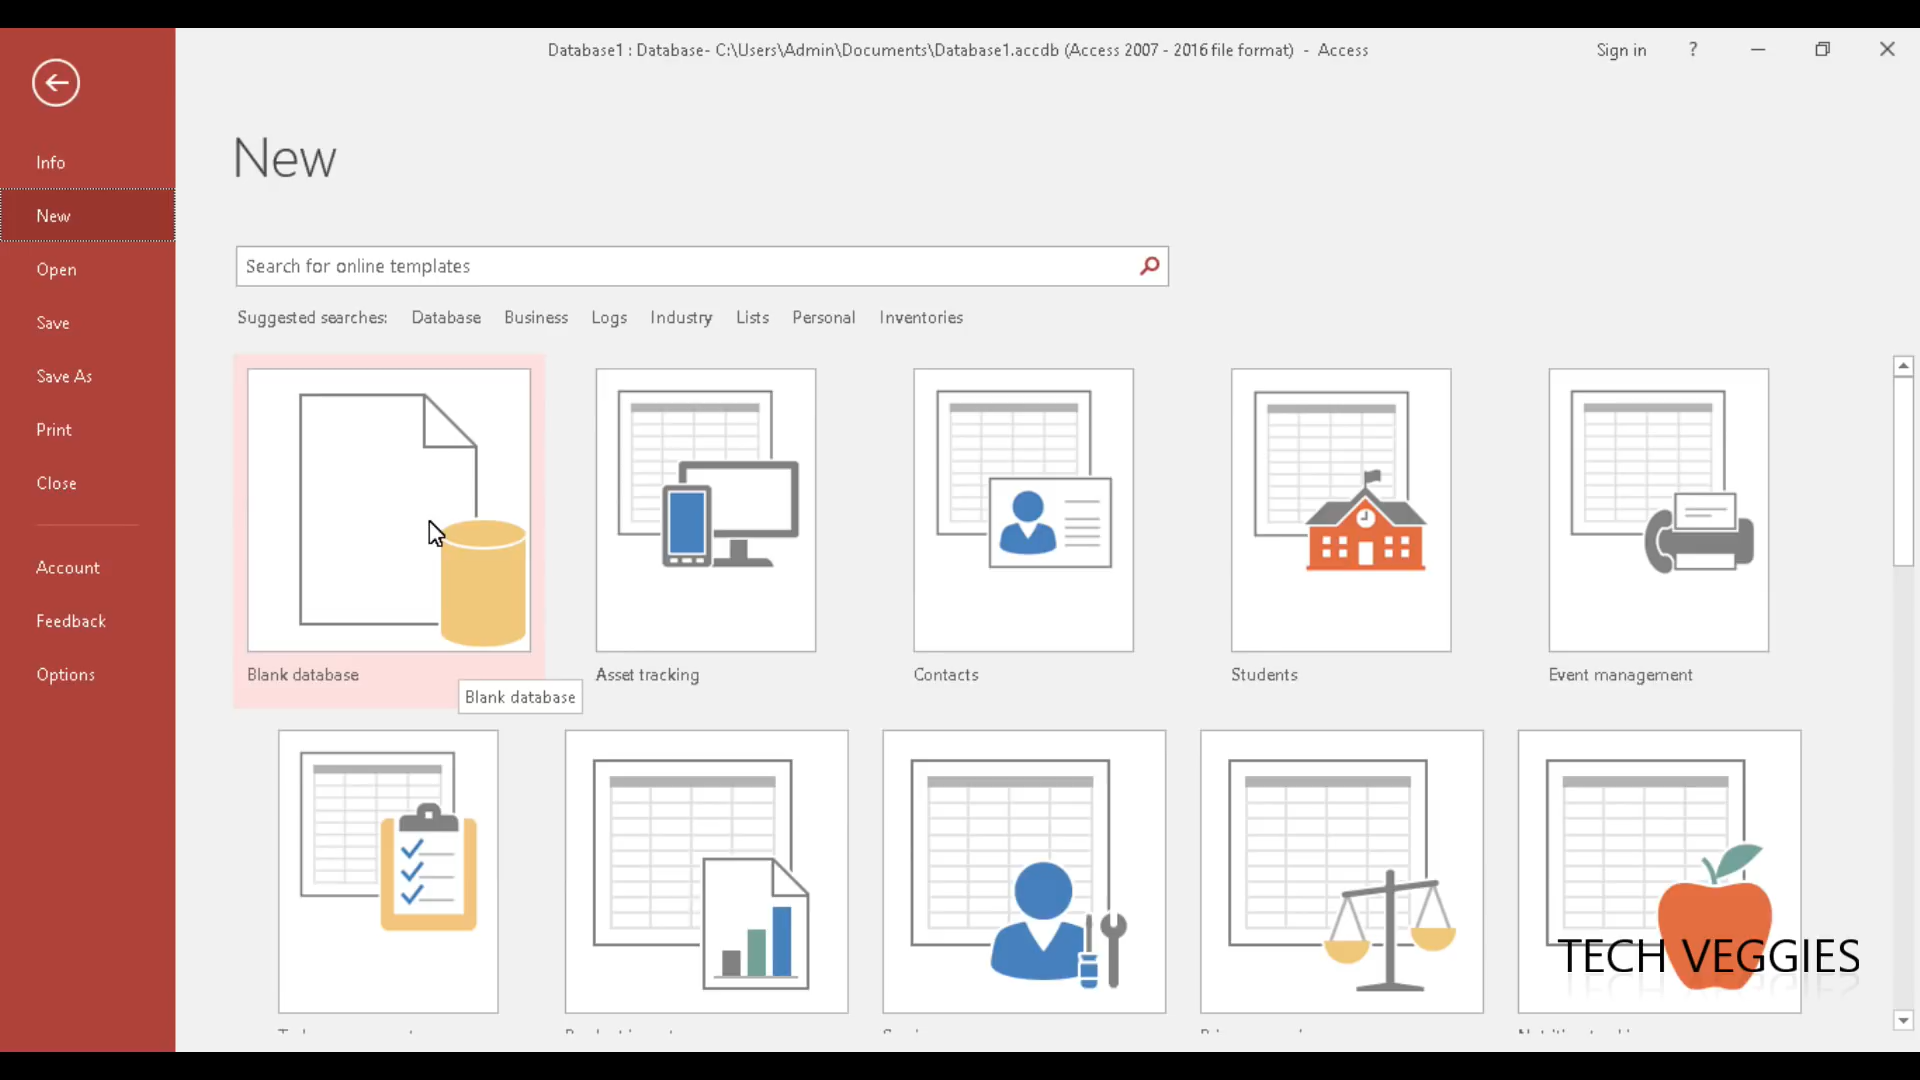 Database1 : Database- C:\Users\Admin\Documents\Database1.accdb (Access 2007 - 2016 file format) - Access
Sign in
?
Info
New
Open
Save
Save As
Print
Close
Account
Feedback
Options
New
Search for online templates
Suggested searches: Database Business Logs Industry Lists Personal Inventories
Blank database
Asset tracking
Contacts
Students
Event management
Blank database
TECH VEGGIES